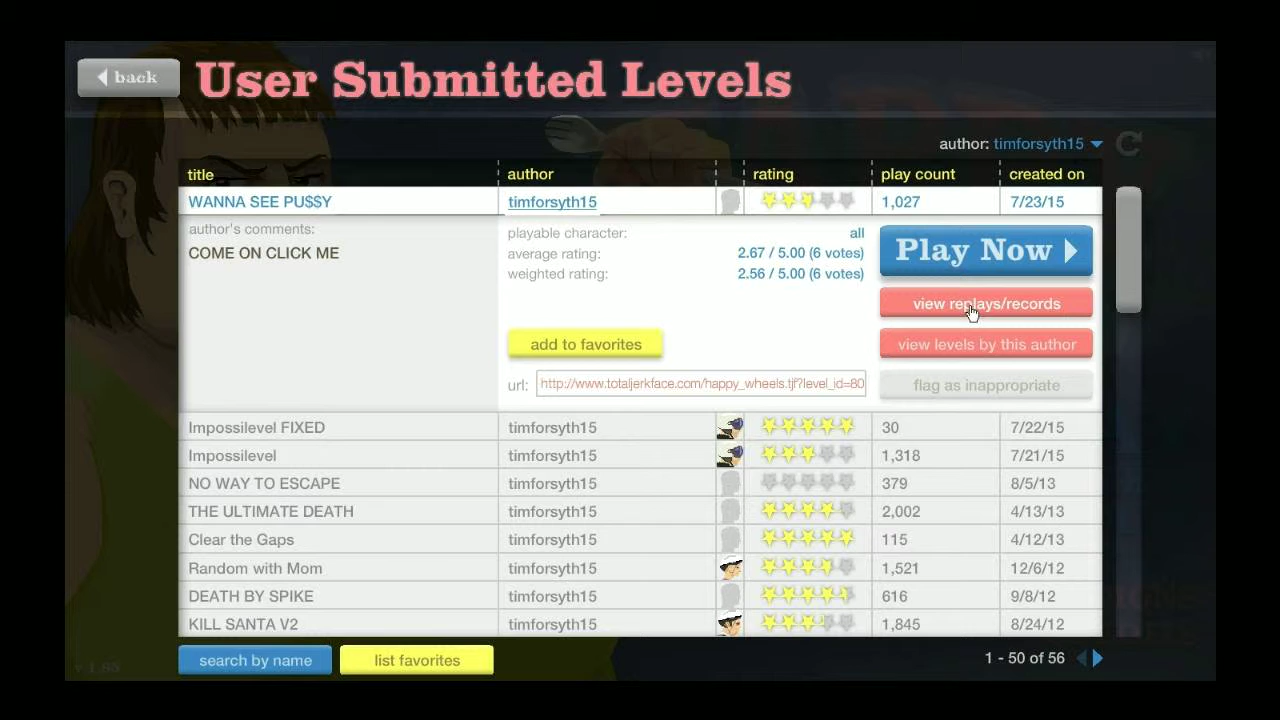 back
User Submitted Levels
author: timforsyth15
title author rating play count created on
WANNA SEE PU$$Y timforsyth15 1,027 7/23/15
author's comments:
COME ON CLICK ME
playable character: all
average rating: 2.67 / 5.00 (6 votes)
weighted rating: 2.56 / 5.00 (6 votes)
add to favorites
url: http://www.totaljerkface.com/happy_wheels.tjf?level_id=80
Play Now
view replays/records
view levels by this author
flag as inappropriate
Impossilevel FIXED timforsyth15 30 7/22/15
Impossilevel timforsyth15 1,318 7/21/15
NO WAY TO ESCAPE timforsyth15 379 8/5/13
THE ULTIMATE DEATH timforsyth15 2,002 4/13/13
Clear the Gaps timforsyth15 115 4/12/13
Random with Mom timforsyth15 1,521 12/6/12
DEATH BY SPIKE timforsyth15 616 9/8/12
KILL SANTA V2 timforsyth15 1,845 8/24/12
search by name list favorites 1 - 50 of 56